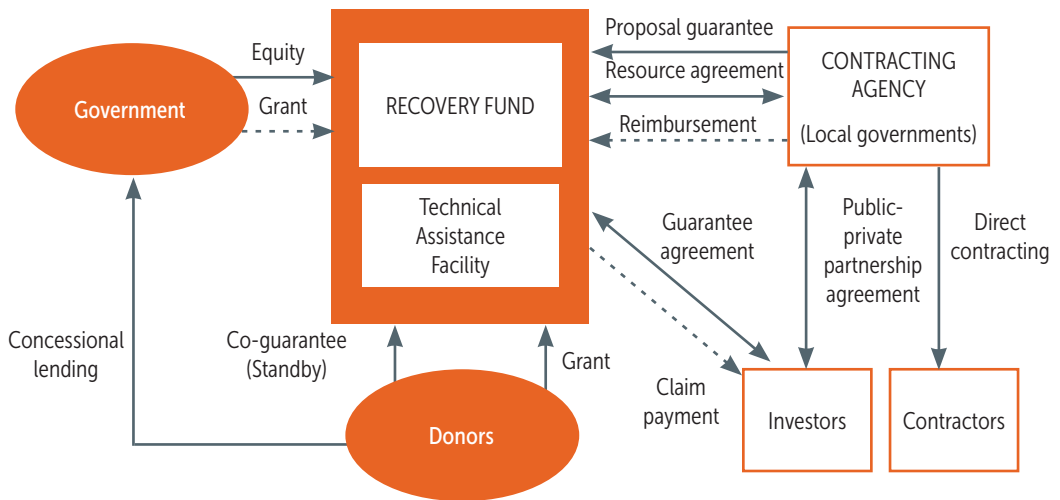 Government
Equity
Grant
RECOVERY FUND
Technical
Assistance
Facility
Proposal guarantee
Resource agreement
Reimbursement
CONTRACTING
AGENCY
(Local governments)
Guarantee
agreement
Public-
private
partnership
agreement
Direct
contracting
Concessional
lending
Co-guarantee
(Standby)
Grant
Claim
payment
Donors
Investors
Contractors